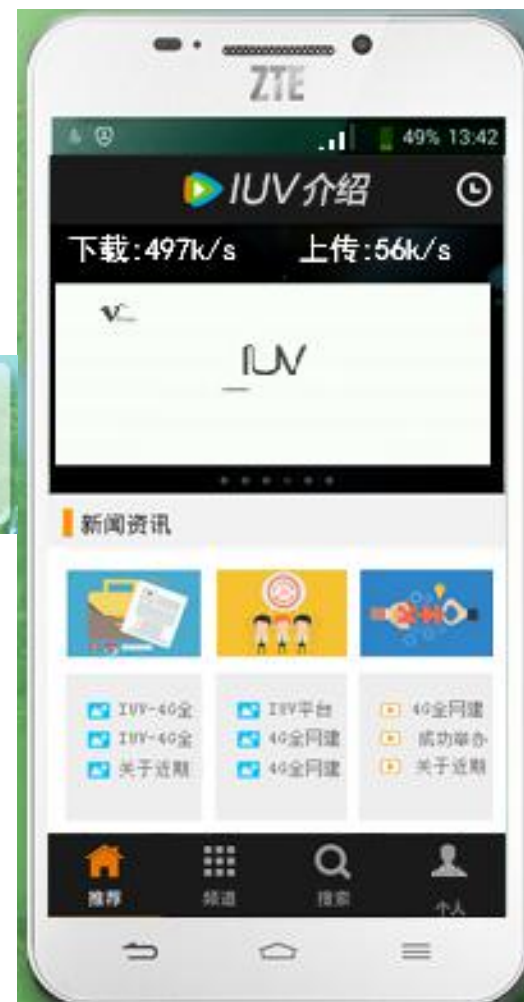 ZTE
49% 13:42
IUV介绍
下载:497k/s 上传:56k/s
IUV
新闻资讯
IUV-4G全 IUV平台 4G全网建
IUV-4G全 4G全网建 成功举办
关于近期 4G全网建 关于近期
推荐 频道 搜索 个人